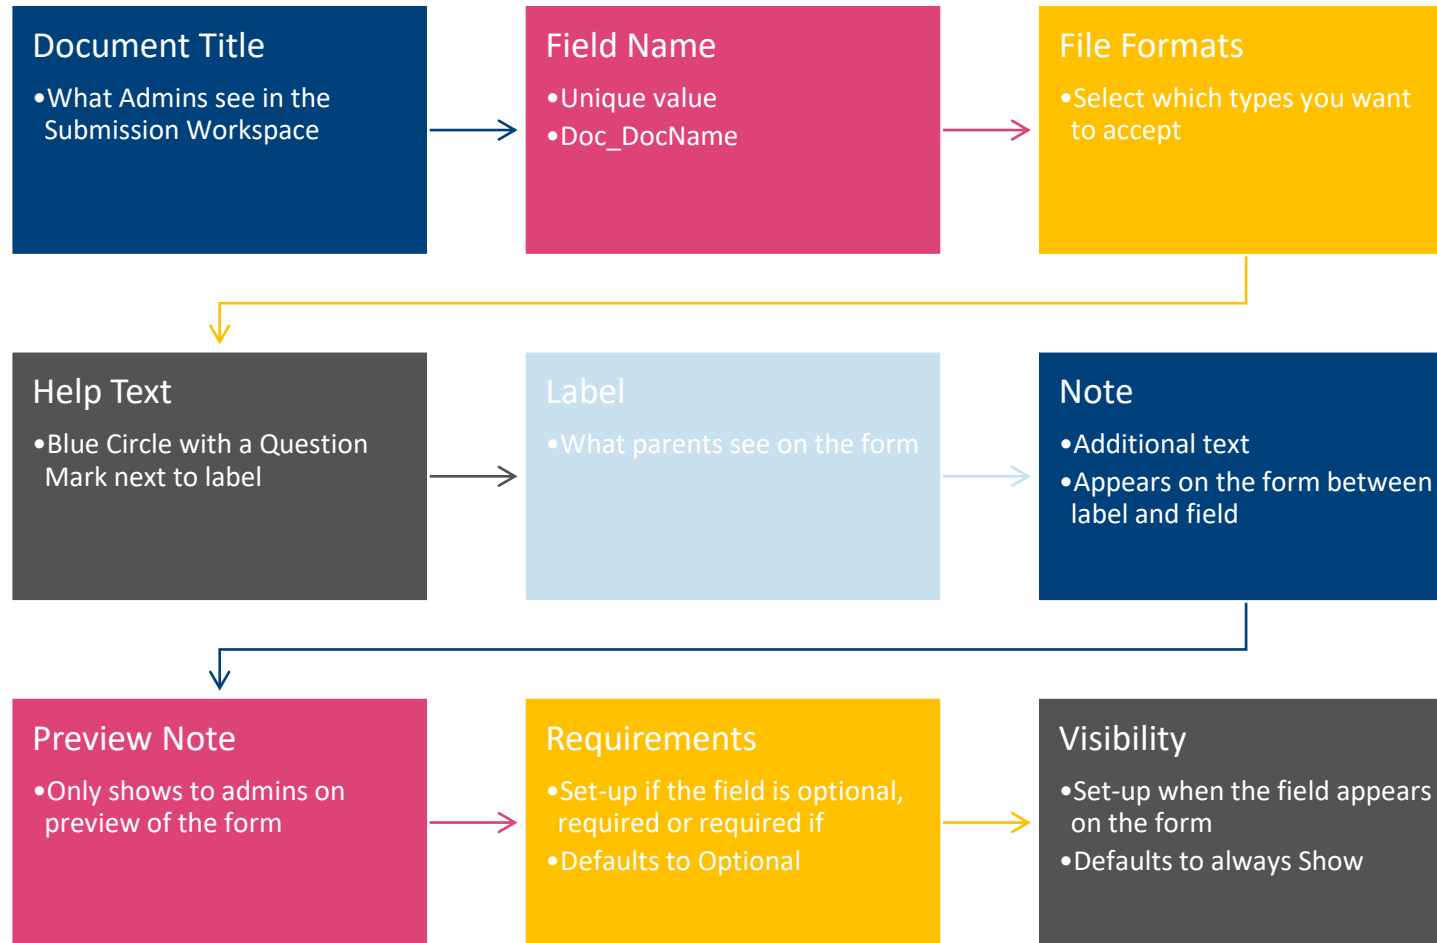 Document Title
•What Admins see in the
Submission Workspace
Field Name
•Unique value
•Doc_DocName
File Formats
•Select which types you want
to accept
Help Text
•Blue Circle with a Question
Mark next to label
Label
•What parents see on the form
Note
•Additional text
•Appears on the form between
label and field
Preview Note
•Only shows to admins on
preview of the form
Requirements
•Set-up if the field is optional,
required or required if
•Defaults to Optional
Visibility
•Set-up when the field appears
on the form
•Defaults to always Show